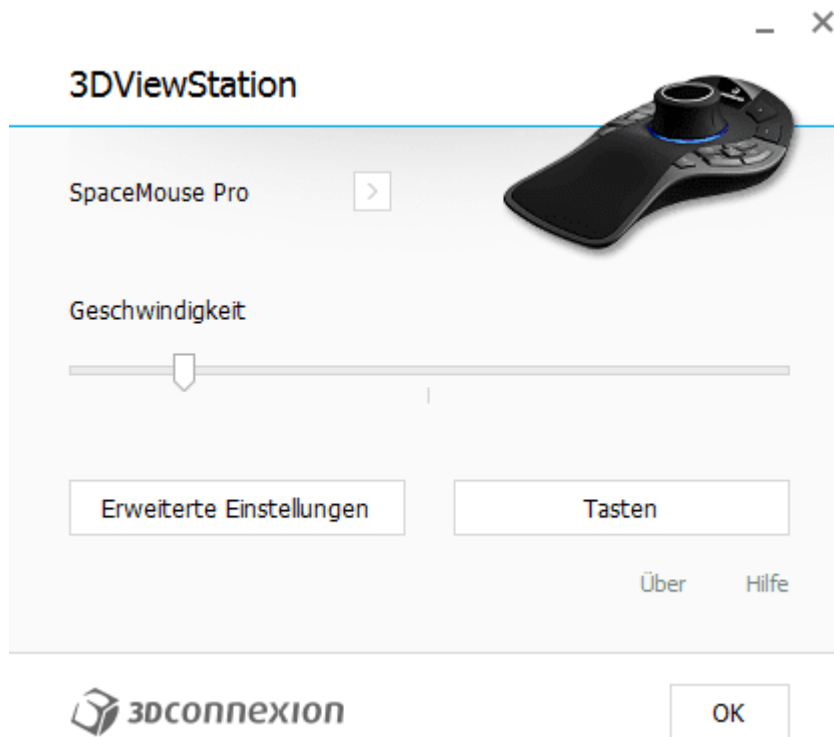 3DViewStation
SpaceMouse Pro
Geschwindigkeit
Erweiterte Einstellungen
Tasten
Über
Hilfe
3Dconnexion
OK